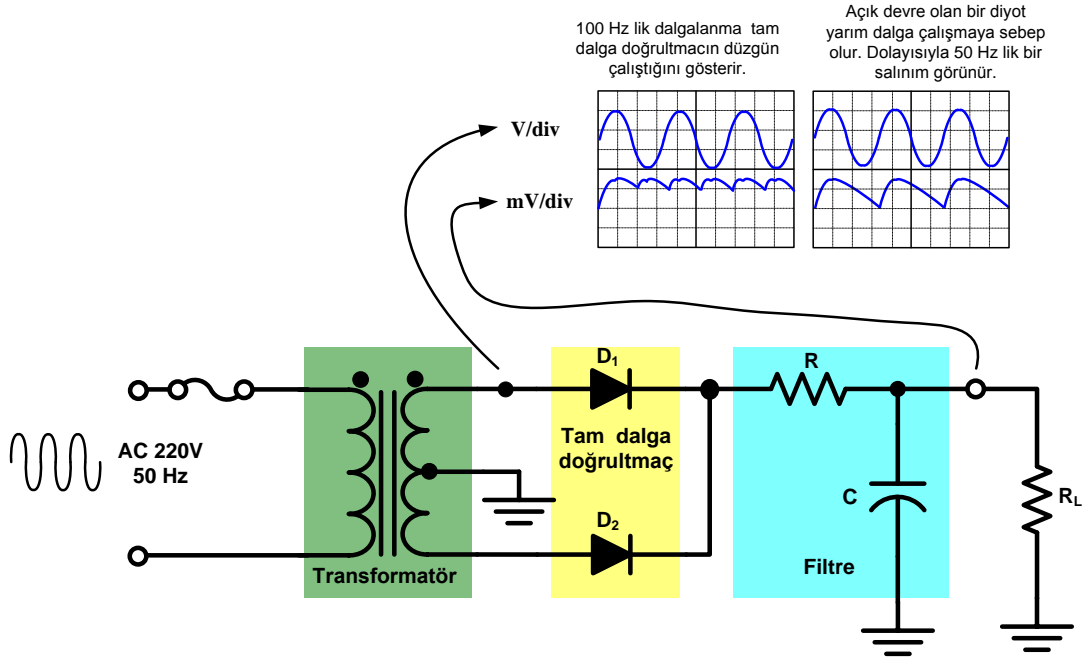 100 Hz lik dalgalanma tam
dalga doğrultmacın düzgün
çalıştığını gösterir.
Açık devre olan bir diyot
yarım dalga çalışmaya sebep
olur. Dolayısıyla 50 Hz lik bir
salınım görünür.
V/div
mV/div
AC 220V
50 Hz
Transformatör
D1
Tam dalga
doğrultmaç
D2
R
C
Filtre
RL